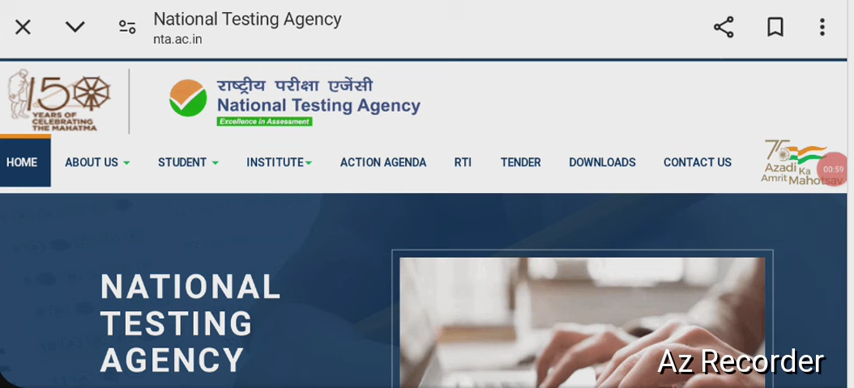 National Testing Agency
nta.ac.in
150
YEARS OF
CELEBRATING
THE MAHATMA
राष्ट्रीय परीक्षा एजेंसी
National Testing Agency
Excellence in Assessment
HOME ABOUT US STUDENT INSTITUTE ACTION AGENDA RTI TENDER DOWNLOADS CONTACT US
75
Azadi Ka
Amrit Mahotsav
00:59
NATIONAL
TESTING
AGENCY
Az Recorder